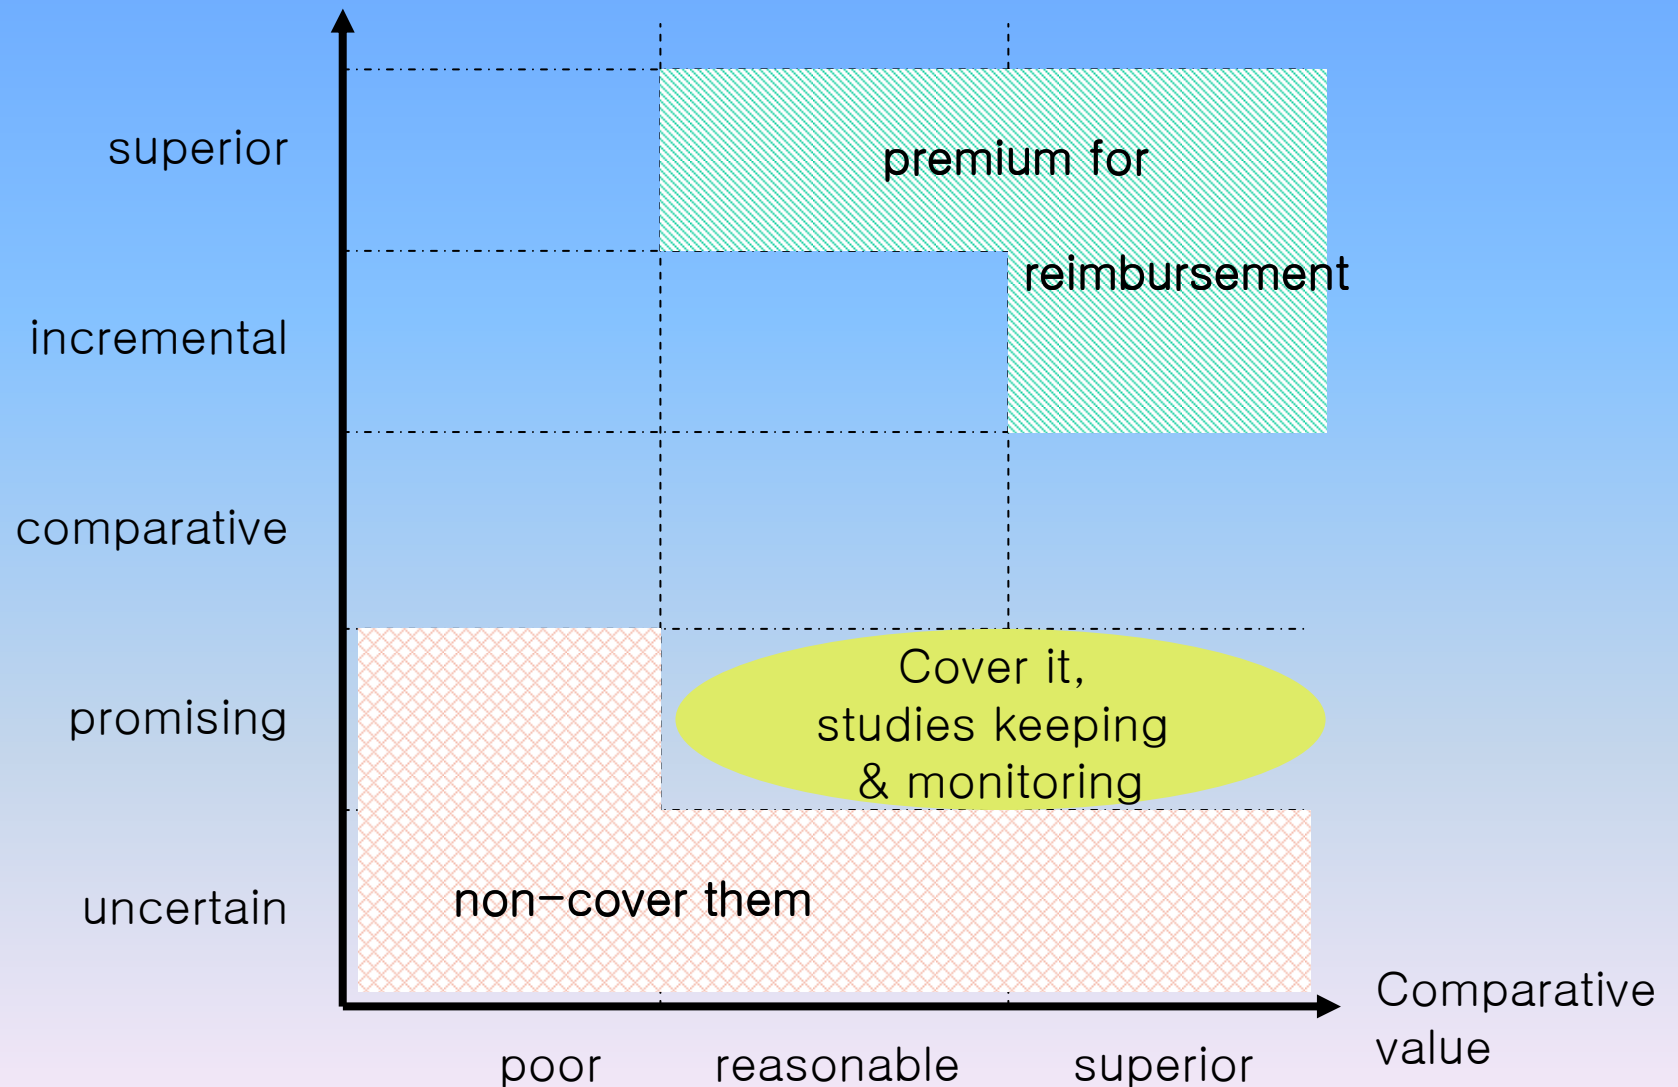 superior
premium for
reimbursement
incremental
comparative
promising
Cover it,
studies keeping
& monitoring
uncertain
non-cover them
Comparative
value
poor
reasonable
superior